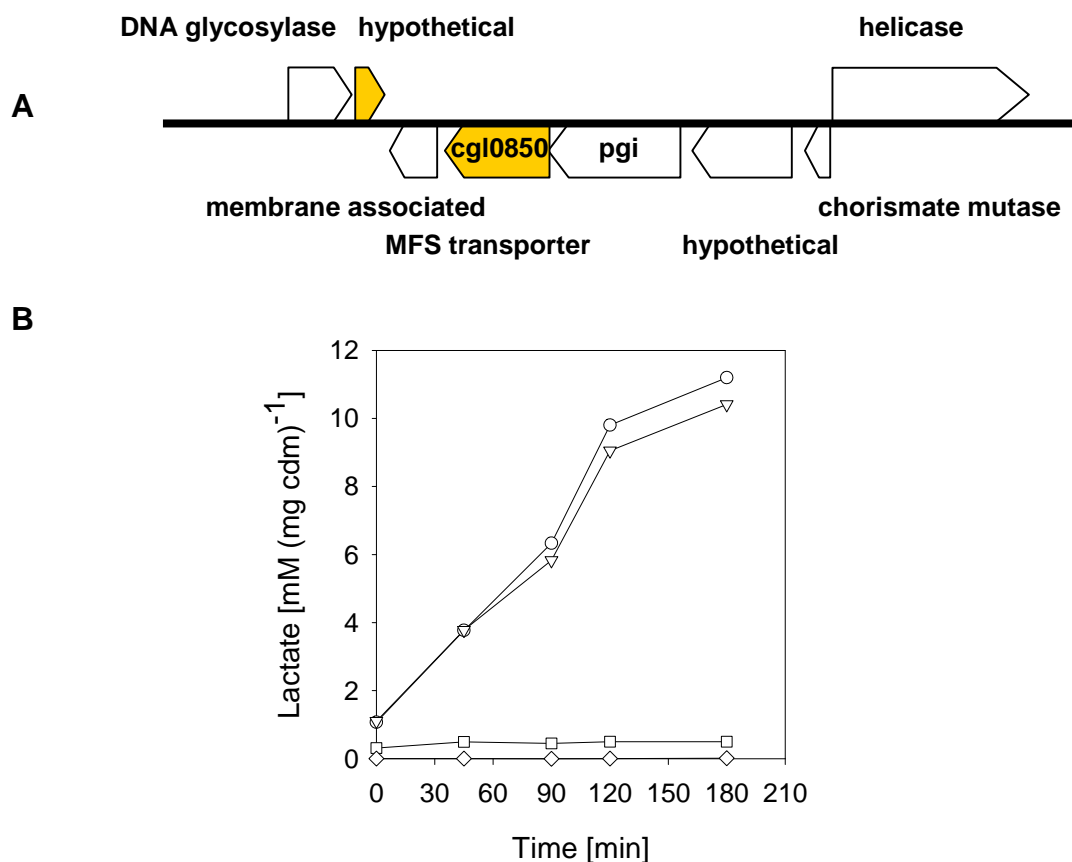 DNA glycosylase hypothetical helicase
A
cgl0850 pgi
membrane associated chorismate mutase
MFS transporter hypothetical
B
12
10
8
6
4
2
0
Lactate [mM (mg cdm)-1]
0 30 60 90 120 150 180 210
Time [min]